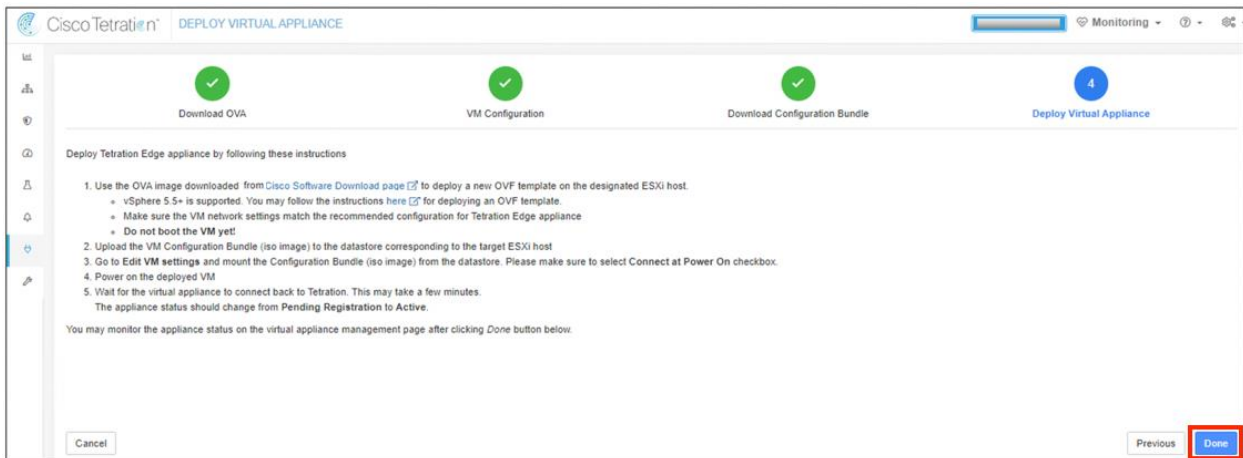 Cisco Tetration DEPLOY VIRTUAL APPLIANCE Monitoring
Download OVA VM Configuration Download Configuration Bundle 4 Deploy Virtual Appliance
Deploy Tetration Edge appliance by following these instructions
1. Use the OVA image downloaded from Cisco Software Download page to deploy a new OVF template on the designated ESXi host.
vSphere 5.5+ is supported. You may follow the instructions here for deploying an OVF template.
Make sure the VM network settings match the recommended configuration for Tetration Edge appliance
Do not boot the VM yet!
2. Upload the VM Configuration Bundle (iso image) to the datastore corresponding to the target ESXi host
3. Go to Edit VM settings and mount the Configuration Bundle (iso image) from the datastore. Please make sure to select Connect at Power On checkbox.
4. Power on the deployed VM
5. Wait for the virtual appliance to connect back to Tetration. This may take a few minutes.
The appliance status should change from Pending Registration to Active.
You may monitor the appliance status on the virtual appliance management page after clicking Done button below.
Cancel Previous Done